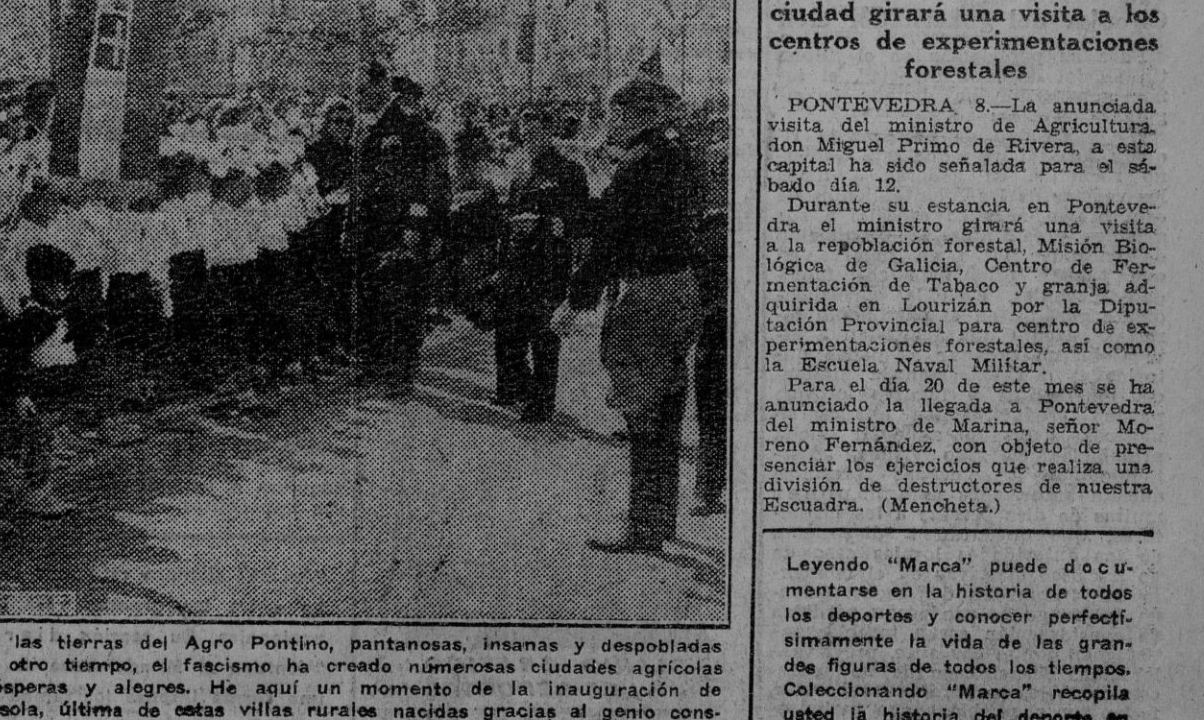 las tierras del Agro Pontino, pantanosas, insanas y despobladas
otro tiempo, el fascismo ha creado numerosas ciudades agrícolas
ósperas y alegres. He aquí un momento de la inauguración de
sola, última de estas villas rurales nacidas gracias al genio cons-
ciudad girará una visita a los
centros de experimentaciones
forestales
PONTEVEDRA 8.—La anunciada
visita del ministro de Agricultura,
don Miguel Primo de Rivera, a esta
capital ha sido señalada para el sá-
bado día 12.
Durante su estancia en Ponteve-
dra el ministro girará una visita
a la repoblación forestal, Misión Bio-
lógica de Galicia, Centro de Fer-
mentación de Tabaco y granja ad-
quirida en Lourizán por la Dipu-
tación Provincial para centro de ex-
perimentaciones forestales, así como
la Escuela Naval Militar.
Para el día 20 de este mes se ha
anunciado la llegada a Pontevedra
del ministro de Marina, señor Mo-
reno Fernández, con objeto de pre-
senciar los ejercicios que realiza una
división de destructores de nuestra
Escuadra. (Mencheta.)
Leyendo "Marca" puede docu-
mentarse en la historia de todos
los deportes y conocer perfectí-
simamente la vida de las gran-
des figuras de todos los tiempos.
Coleccionando "Marca" recopila
usted la historia del deporte en